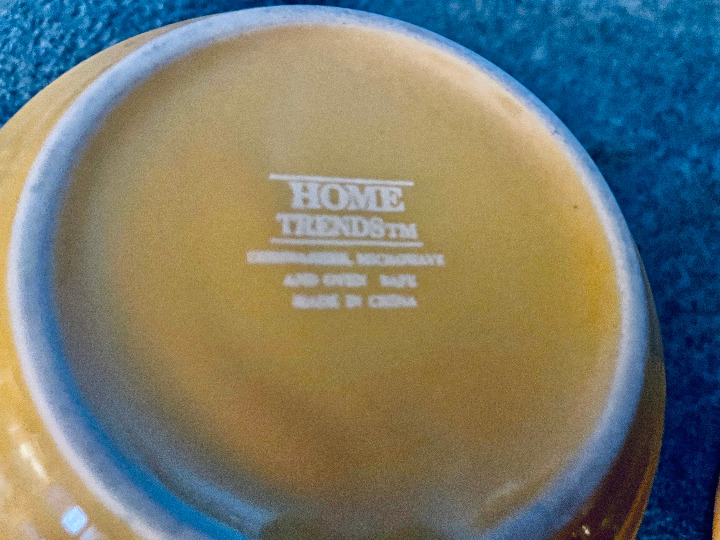 HOME
TRENDS™
DISHWASHER, MICROWAVE
AND OVEN SAFE
MADE IN CHINA